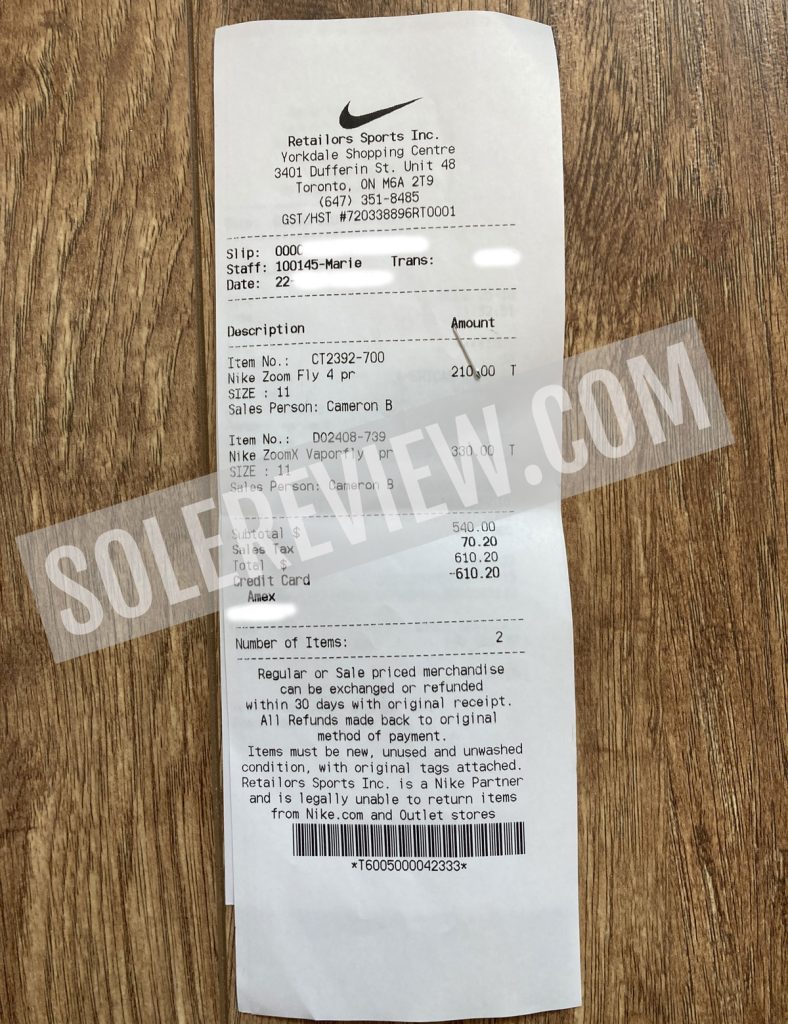 Retailors Sports Inc.
Yorkdale Shopping Centre
3401 Dufferin St. Unit 48
Toronto, ON M6A 2T9
(647) 351-8485
GST/HST #720338896RT0001
Slip: 000
Staff: 100145-Marie Trans:
Date: 22-
Description Amount
Item No.: CT2392-700
Nike Zoom Fly 4 pr 210.00 T
SIZE : 11
Sales Person: Cameron B
Item No.: DO2408-739
Nike ZoomX Vaporfly pr 330.00 T
SIZE : 11
Sales Person: Cameron B
SOLEREVIEW.COM
Subtotal $ 540.00
Sales Tax 70.20
Total $ 610.20
Credit Card -610.20
Amex
Number of Items: 2
Regular or Sale priced merchandise
can be exchanged or refunded
within 30 days with original receipt.
All Refunds made back to original
method of payment.
Items must be new, unused and unwashed
condition, with original tags attached.
Retailors Sports Inc. is a Nike Partner
and is legally unable to return items
from Nike.com and Outlet stores
*T6005000042333*